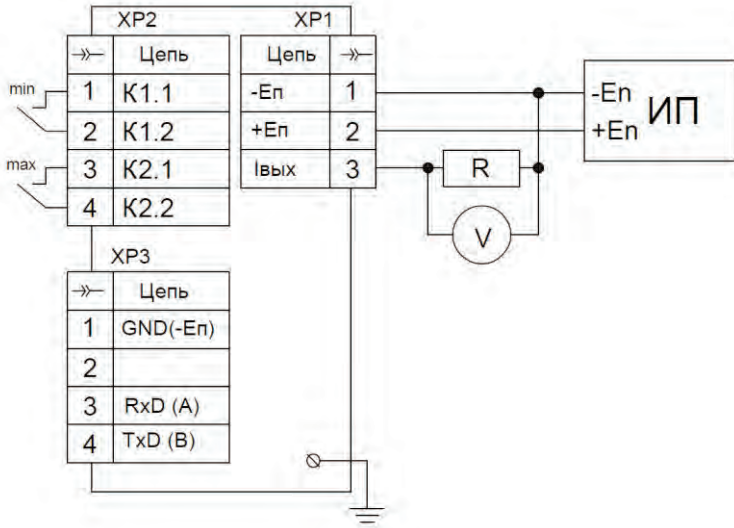 XP2
XP1
Цепь
min
1 К1.1
2 К1.2
max
3 К2.1
4 К2.2
Цепь
-Еп 1
+Еп 2
Iвых 3
-En
+En
ИП
R
V
XP3
Цепь
1 GND(-Еп)
2
3 RxD (A)
4 TxD (B)